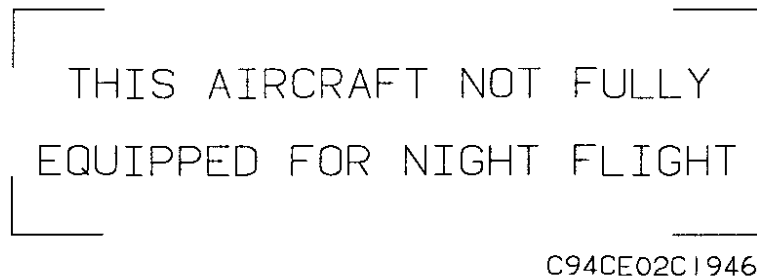 THIS AIRCRAFT NOT FULLY
EQUIPPED FOR NIGHT FLIGHT
C94CE02C1946